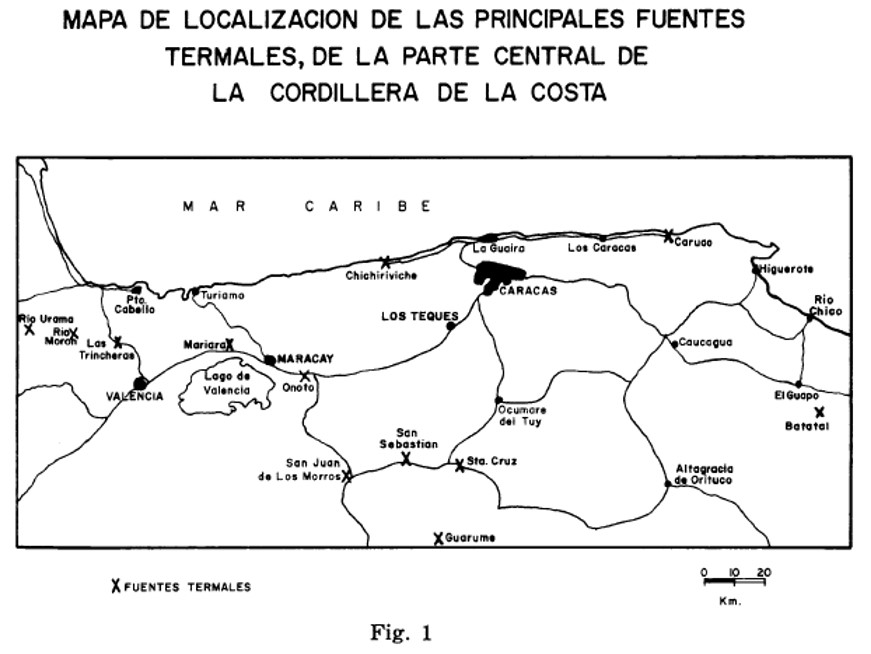 MAPA DE LOCALIZACION DE LAS PRINCIPALES FUENTES
TERMALES, DE LA PARTE CENTRAL DE
LA CORDILLERA DE LA COSTA
MAR CARIBE
La Guaira
Los Caracas
Caruao
Chichiriviche
Higuerote
CARACAS
Pto.
Cabello
Turiamo
Rio
Chico
LOS TEQUES
Rio Urama
Rio
Moron
Las
Trincheras
Mariara
MARACAY
Caucagua
Onoto
Lago de
Valencia
VALENCIA
El Guapo
Ocumare
del Tuy
Batatal
San
Sebastian
San Juan
de Los Morros
Sta. Cruz
Altagracia
de Orituco
Guarume
X FUENTES TERMALES
0 10 20
Km.
Fig. 1